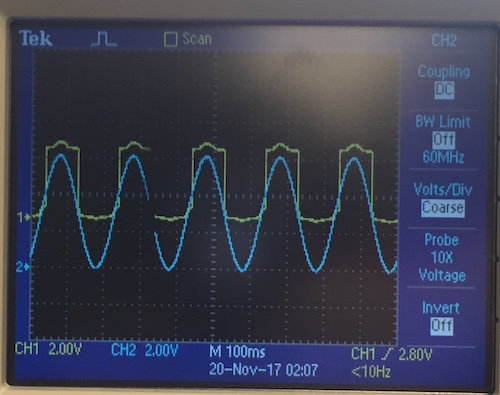 Tek Scan CH2
Coupling
DC
BW Limit
Off
60MHz
Volts/Div
Coarse
Probe
10X
Voltage
Invert
Off
1
2
CH1 2.00V CH2 2.00V M 100ms CH1 2.80V
20-Nov-17 02:07 <10Hz